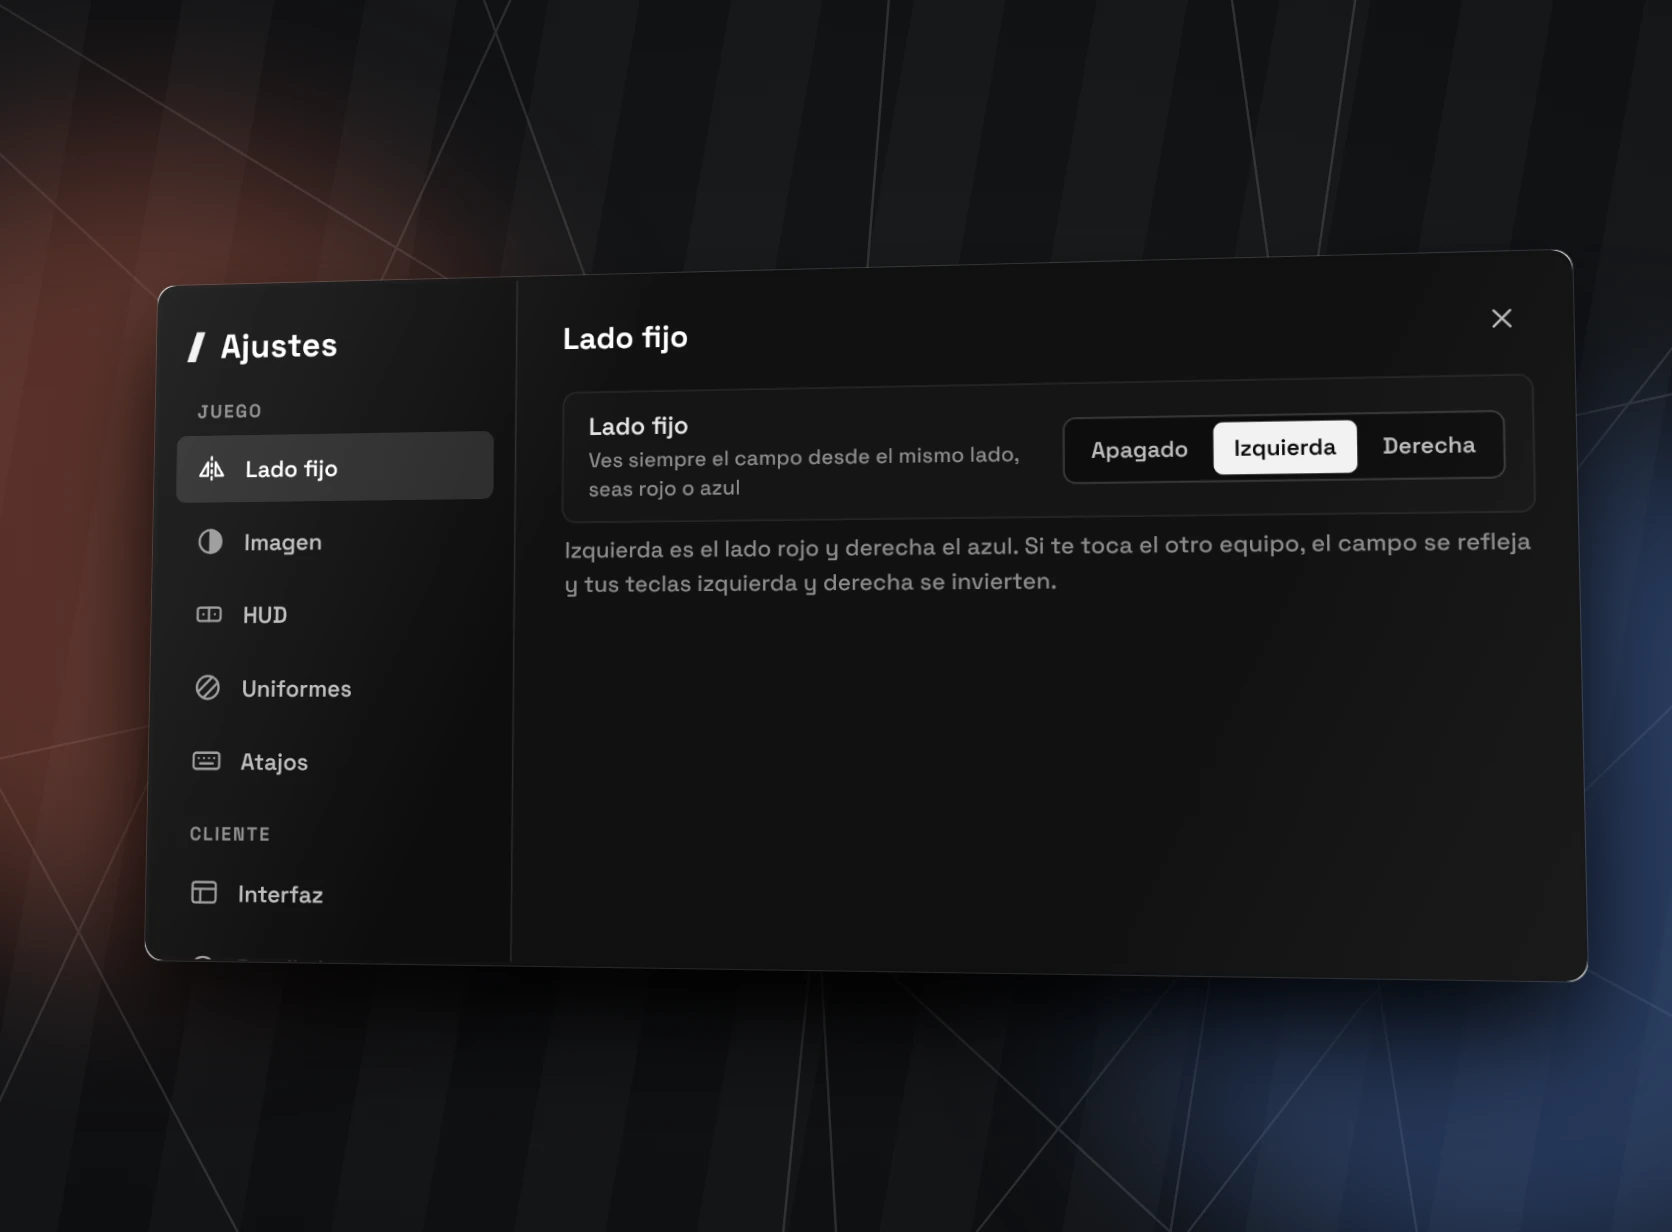 Ajustes
JUEGO
Lado fijo
Imagen
HUD
Uniformes
Atajos
CLIENTE
Interfaz
Lado fijo
Lado fijo
Ves siempre el campo desde el mismo lado,
seas rojo o azul
Apagado
Izquierda
Derecha
Izquierda es el lado rojo y derecha el azul. Si te toca el otro equipo, el campo se refleja
y tus teclas izquierda y derecha se invierten.